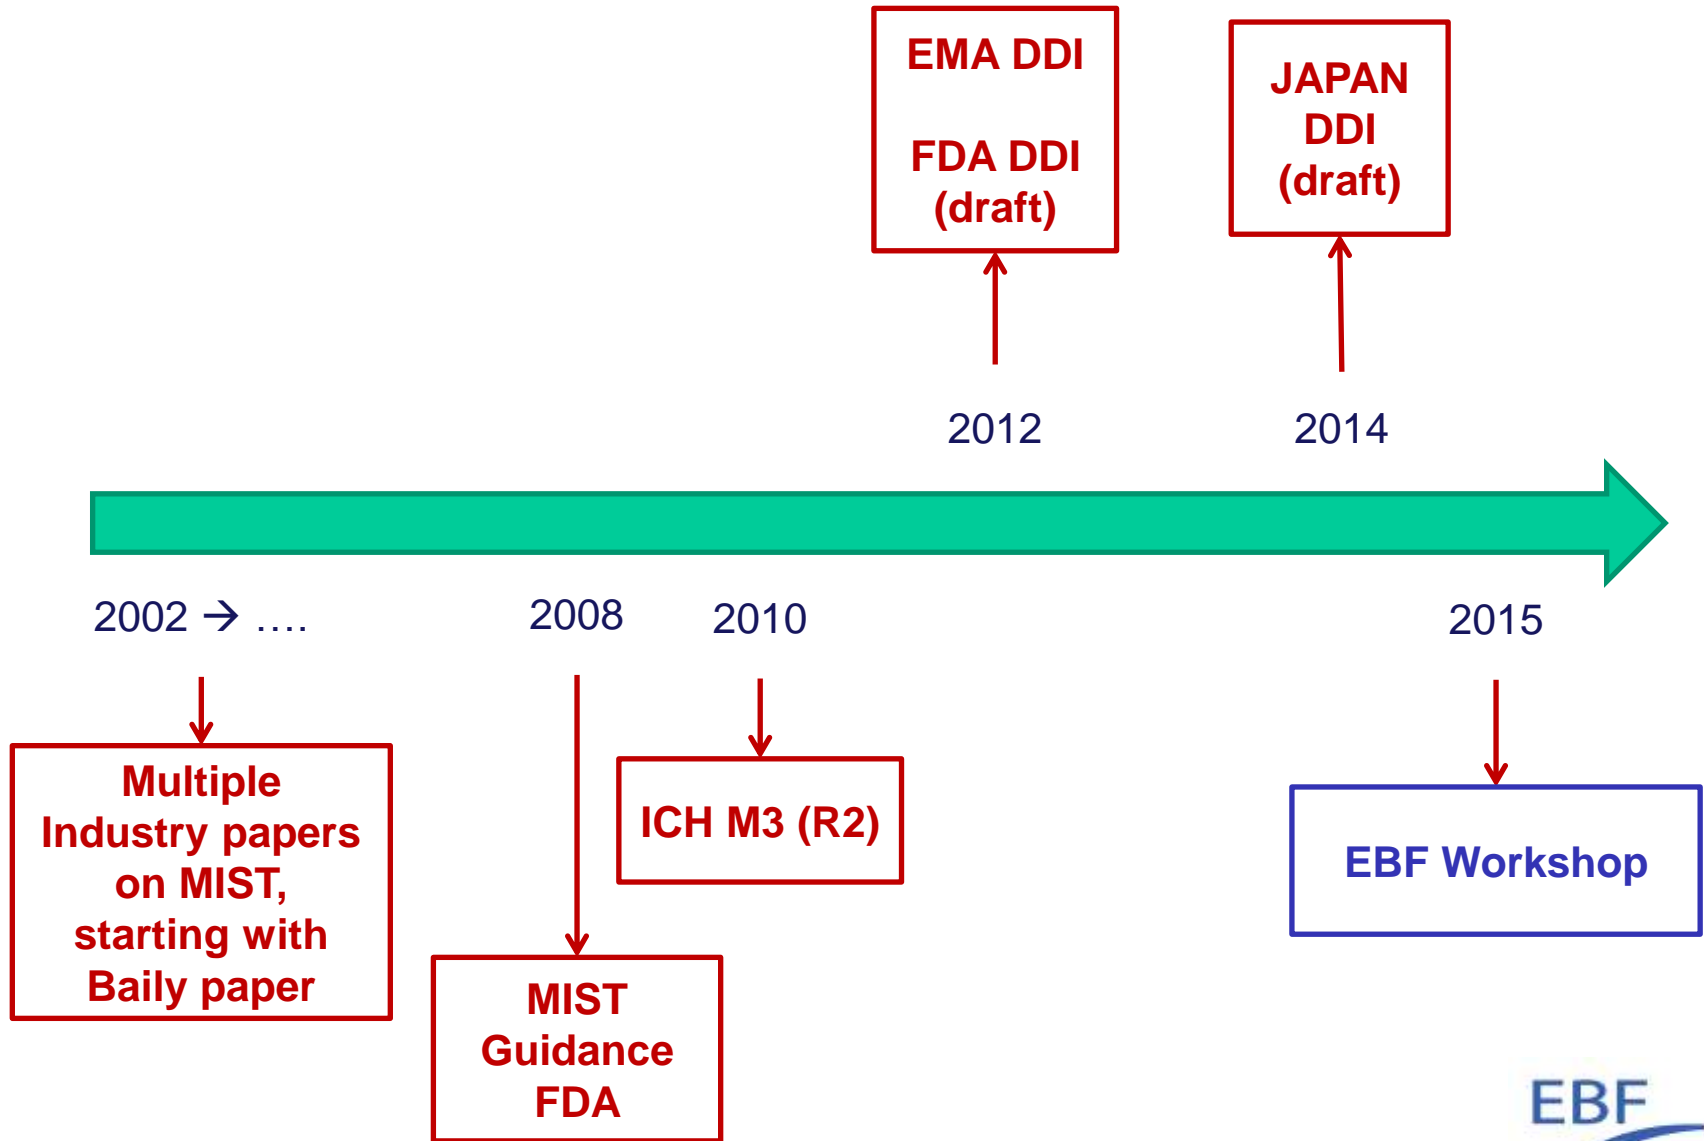 EMA DDI
FDA DDI
(draft)
JAPAN
DDI
(draft)
2012
2014
2002 → ....
2008
2010
2015
Multiple
Industry papers
on MIST,
starting with
Baily paper
MIST
Guidance
FDA
ICH M3 (R2)
EBF Workshop
EBF